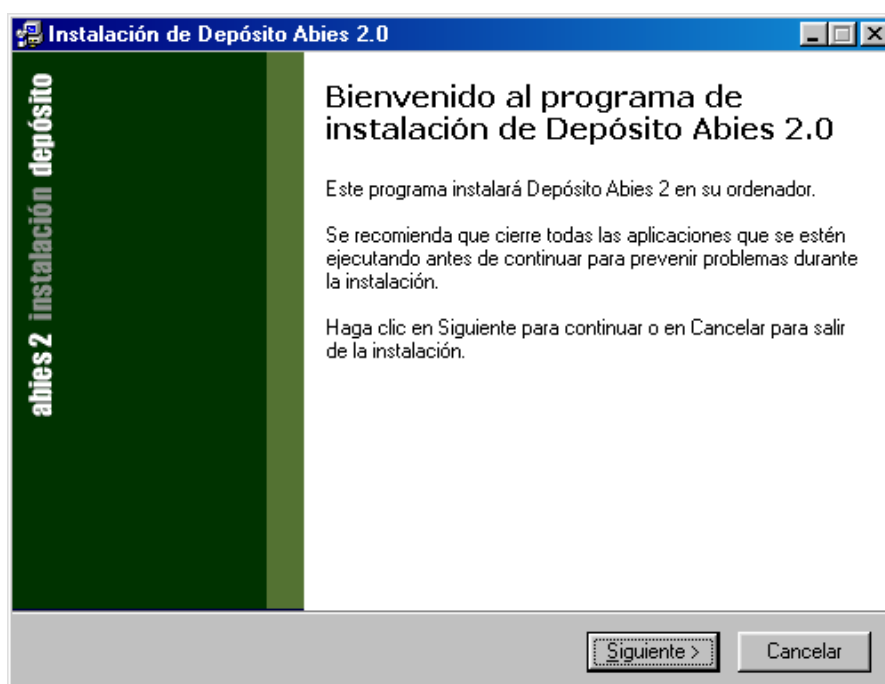 Instalación de Depósito Abies 2.0
abies 2 instalación depósito
Bienvenido al programa de
instalación de Depósito Abies 2.0
Este programa instalará Depósito Abies 2 en su ordenador.
Se recomienda que cierre todas las aplicaciones que se estén
ejecutando antes de continuar para prevenir problemas durante
la instalación.
Haga clic en Siguiente para continuar o en Cancelar para salir
de la instalación.
Siguiente >
Cancelar